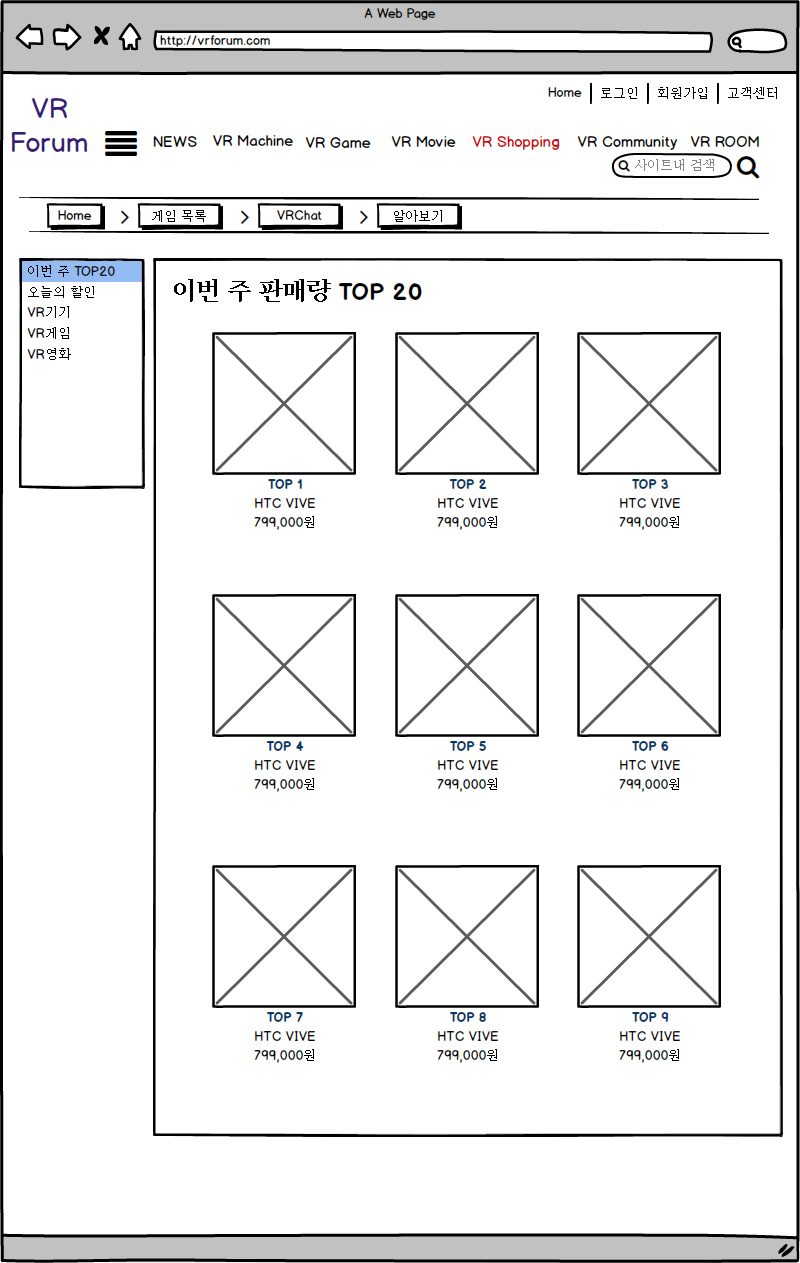 A Web Page
http://vrforum.com
Home 로그인 회원가입 고객센터
VR Forum
NEWS VR Machine VR Game VR Movie VR Shopping VR Community VR ROOM
사이트내 검색
Home 게임 목록 VRChat 알아보기
이번 주 TOP20
오늘의 할인
VR기기
VR게임
VR영화
이번 주 판매량 TOP 20
TOP 1 TOP 2 TOP 3
HTC VIVE HTC VIVE HTC VIVE
799,000원 799,000원 799,000원
TOP 4 TOP 5 TOP 6
HTC VIVE HTC VIVE HTC VIVE
799,000원 799,000원 799,000원
TOP 7 TOP 8 TOP 9
HTC VIVE HTC VIVE HTC VIVE
799,000원 799,000원 799,000원